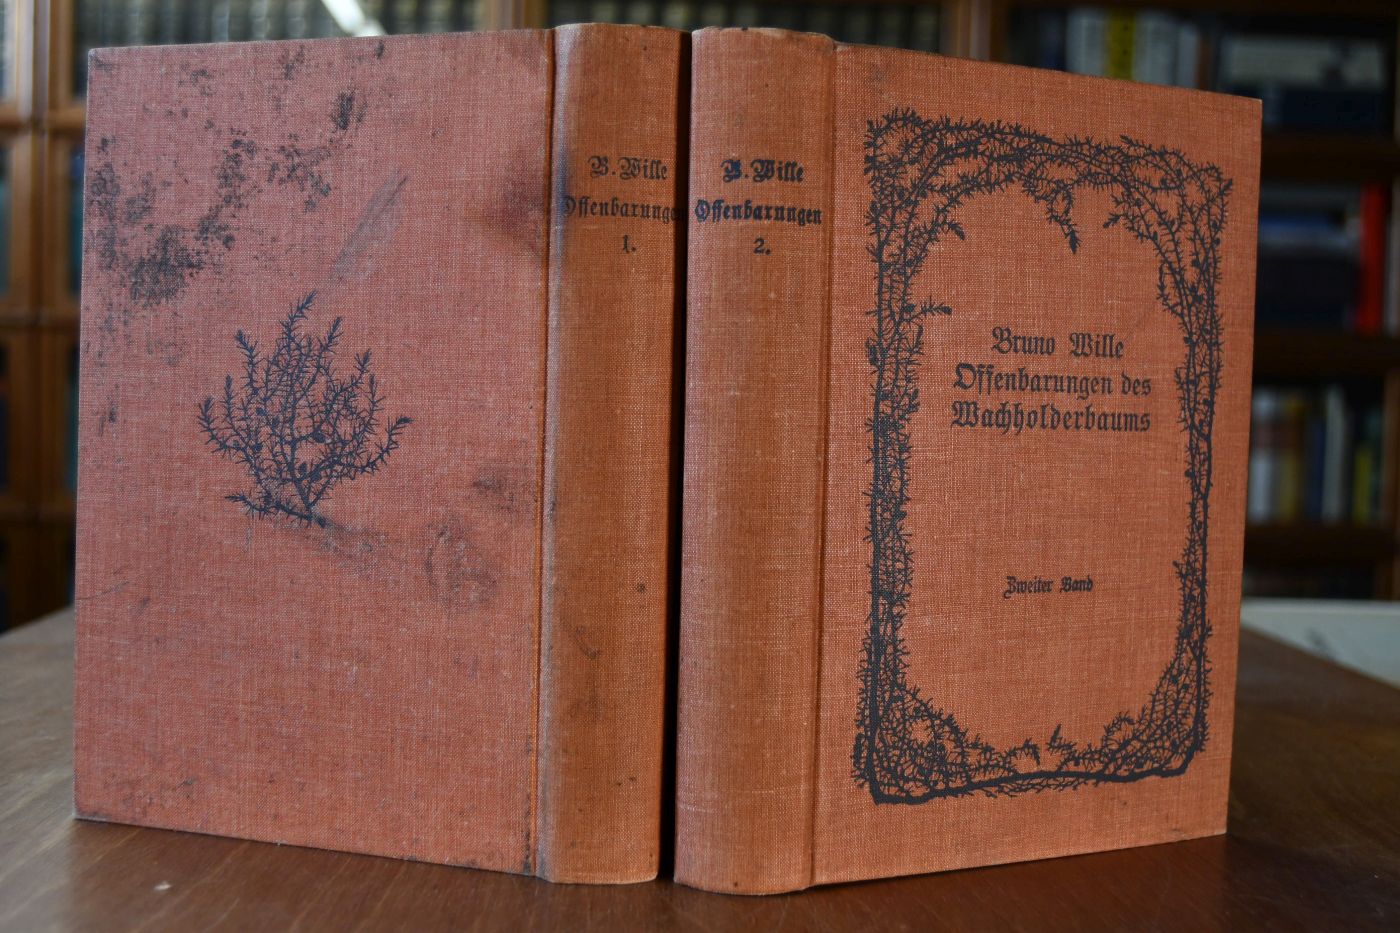 B. Wille
Offenbarungen
1.
B. Wille
Offenbarungen
2.
Bruno Wille
Offenbarungen des
Wachholderbaums
Zweiter Band